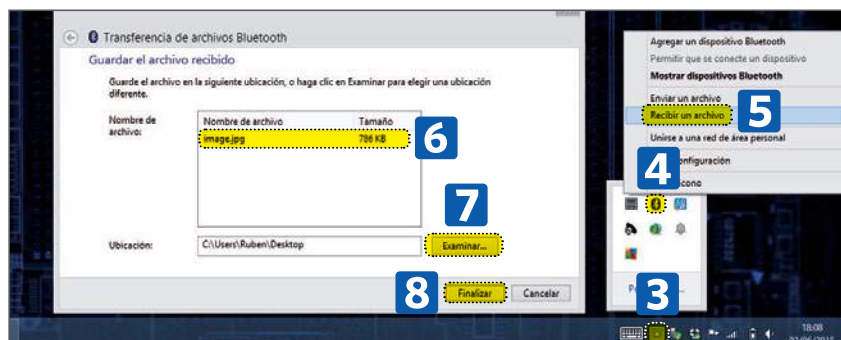 Transferencia de archivos Bluetooth
Guardar el archivo recibido
Guarde el archivo en la siguiente ubicación, o haga clic en Examinar para elegir una ubicación
diferente.
Nombre de
archivo:
Nombre de archivo Tamaño
image.jpg 786 KB
6
7
Ubicación:
C:\Users\Ruben\Desktop
Examinar...
8
Finalizar
Cancelar
Agregar un dispositivo Bluetooth
Permitir que se conecte un dispositivo
Mostrar dispositivos Bluetooth
Enviar un archivo
Recibir un archivo
5
Unirse a una red de área personal
4
3
18:08